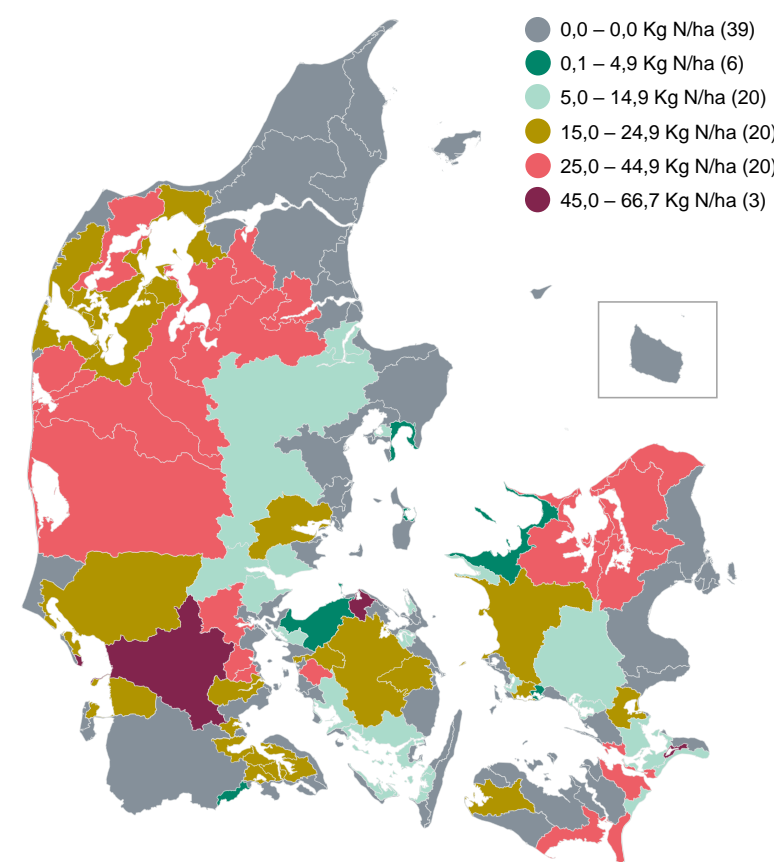 0,0 – 0,0 Kg N/ha (39)
0,1 – 4,9 Kg N/ha (6)
5,0 – 14,9 Kg N/ha (20)
15,0 – 24,9 Kg N/ha (20)
25,0 – 44,9 Kg N/ha (20)
45,0 – 66,7 Kg N/ha (3)